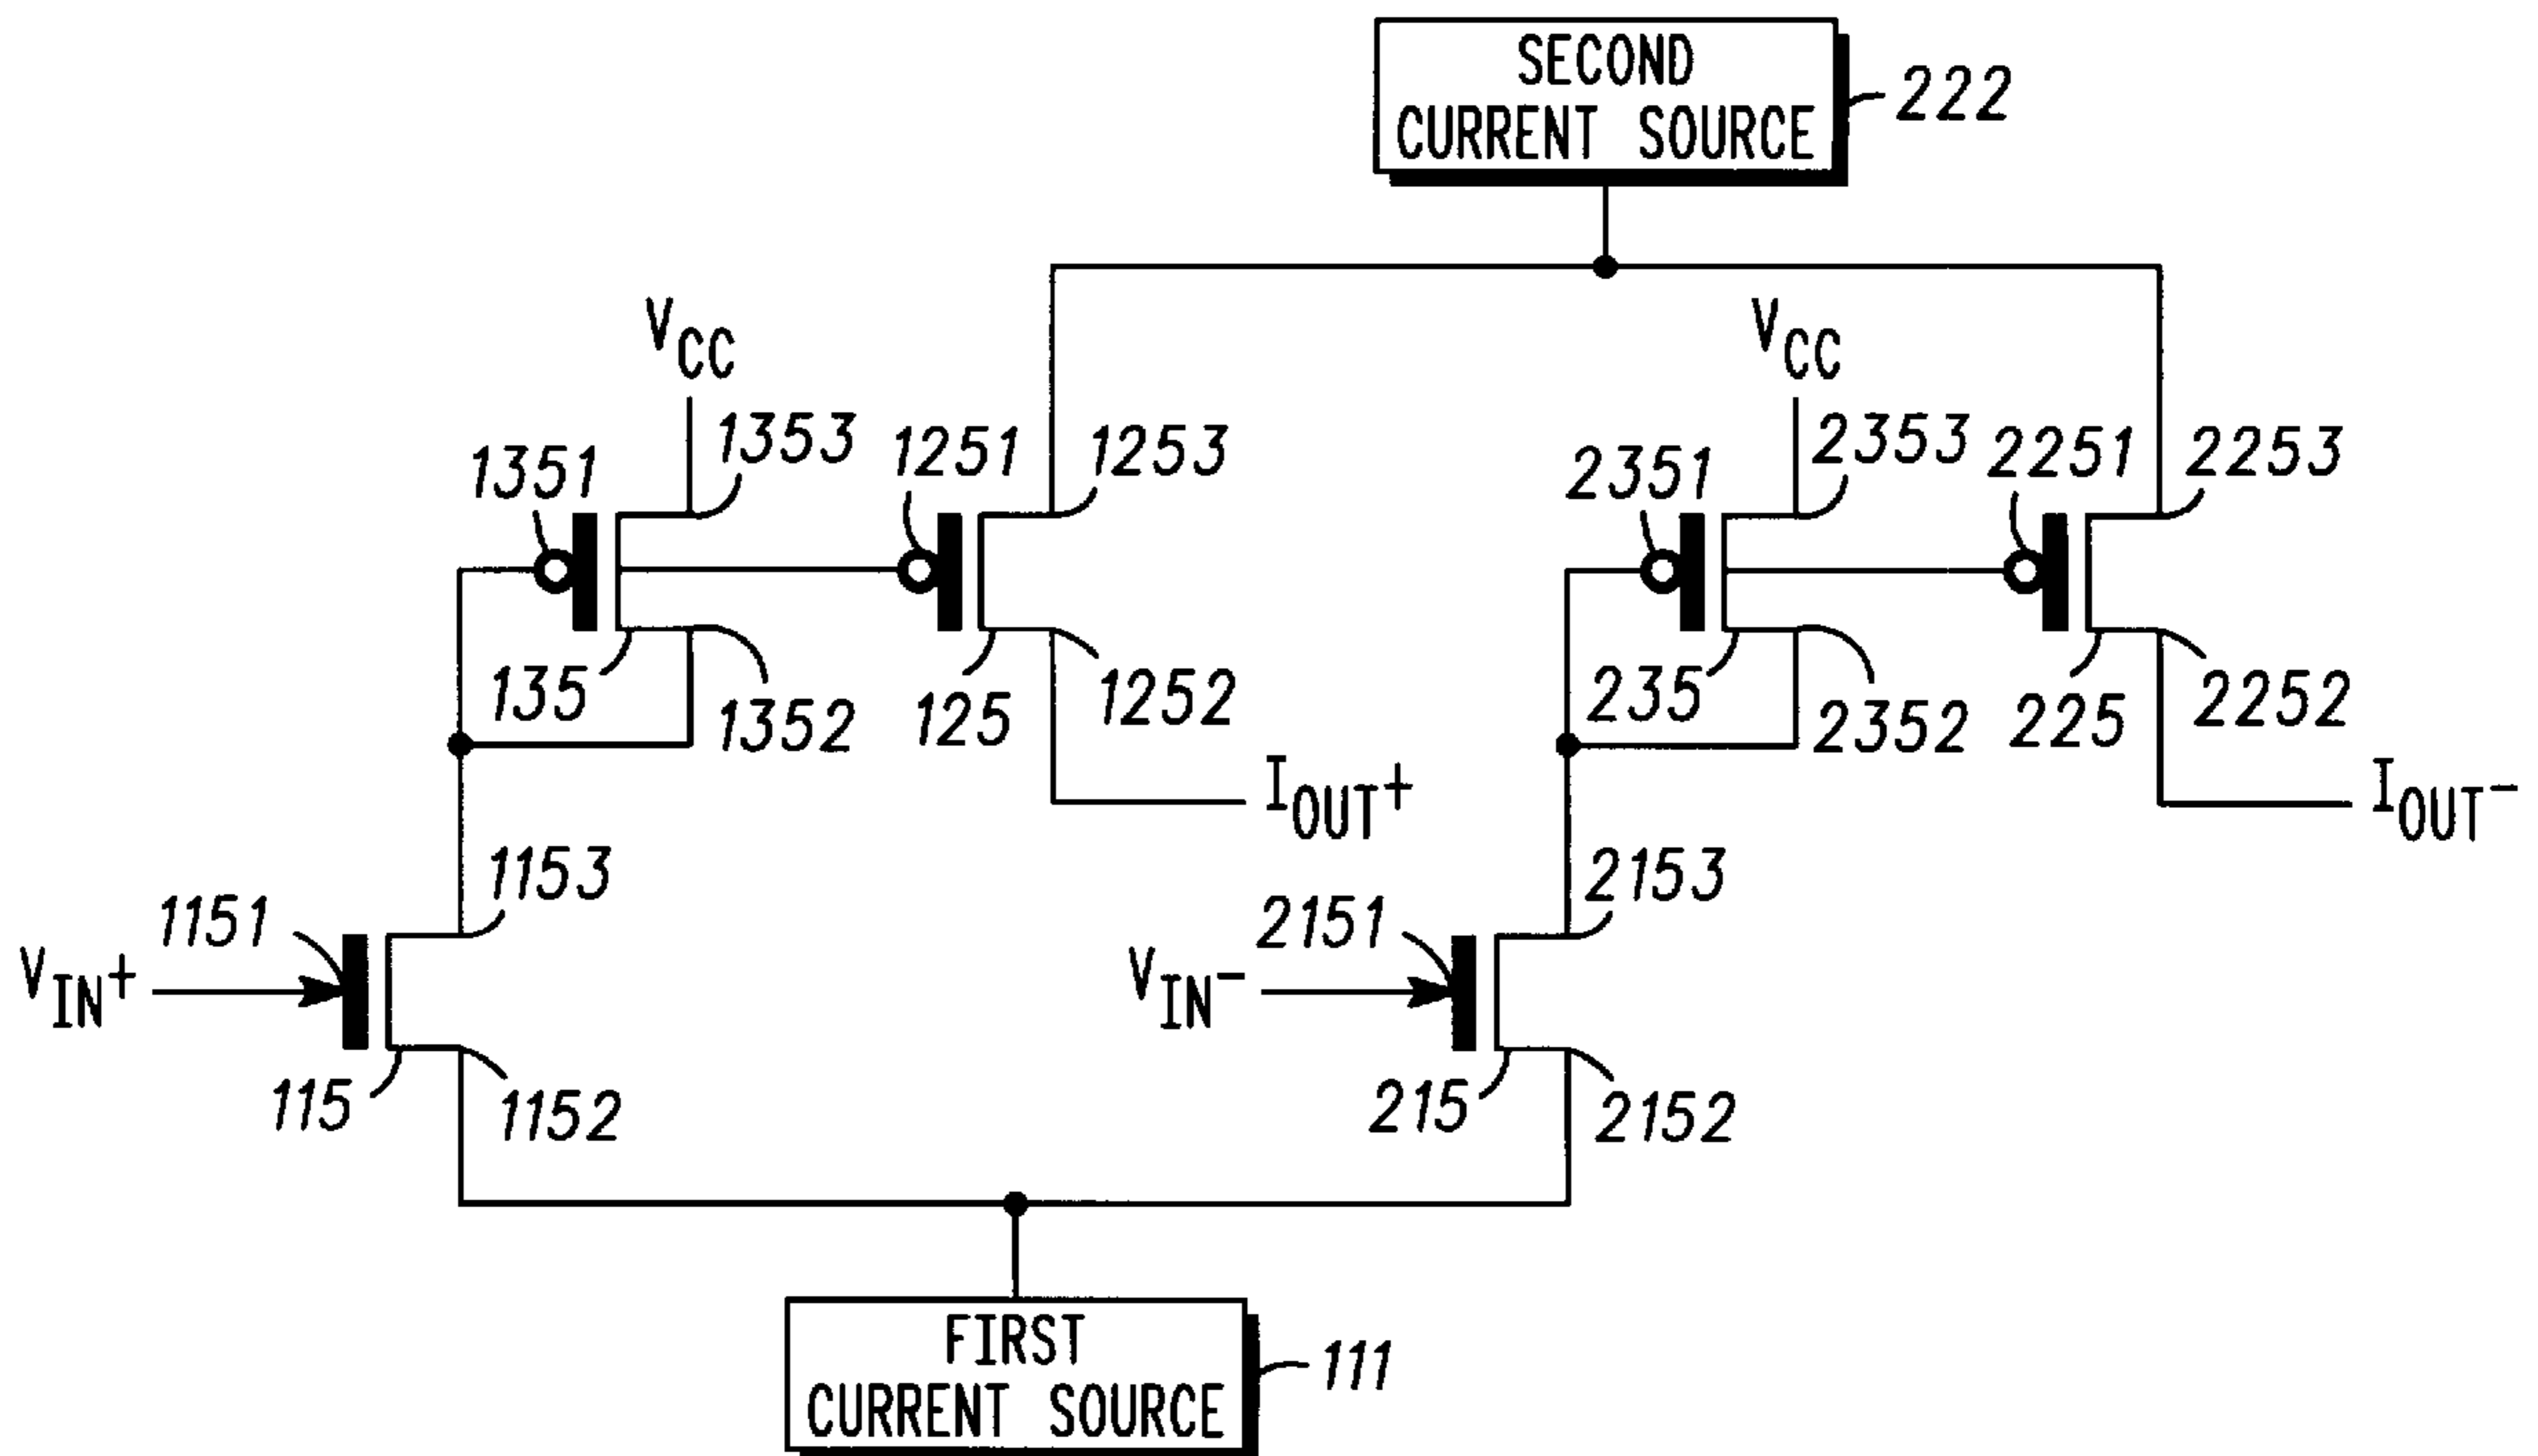 SECOND
CURRENT SOURCE
222
VCC
VCC
1351
1353
1251
1253
2351
2353
2251
2253
135
1352
125
1252
235
2352
225
2252
IOUT+
IOUT-
1153
2153
1151
2151
VIN+
VIN-
115
1152
215
2152
FIRST
CURRENT SOURCE
111